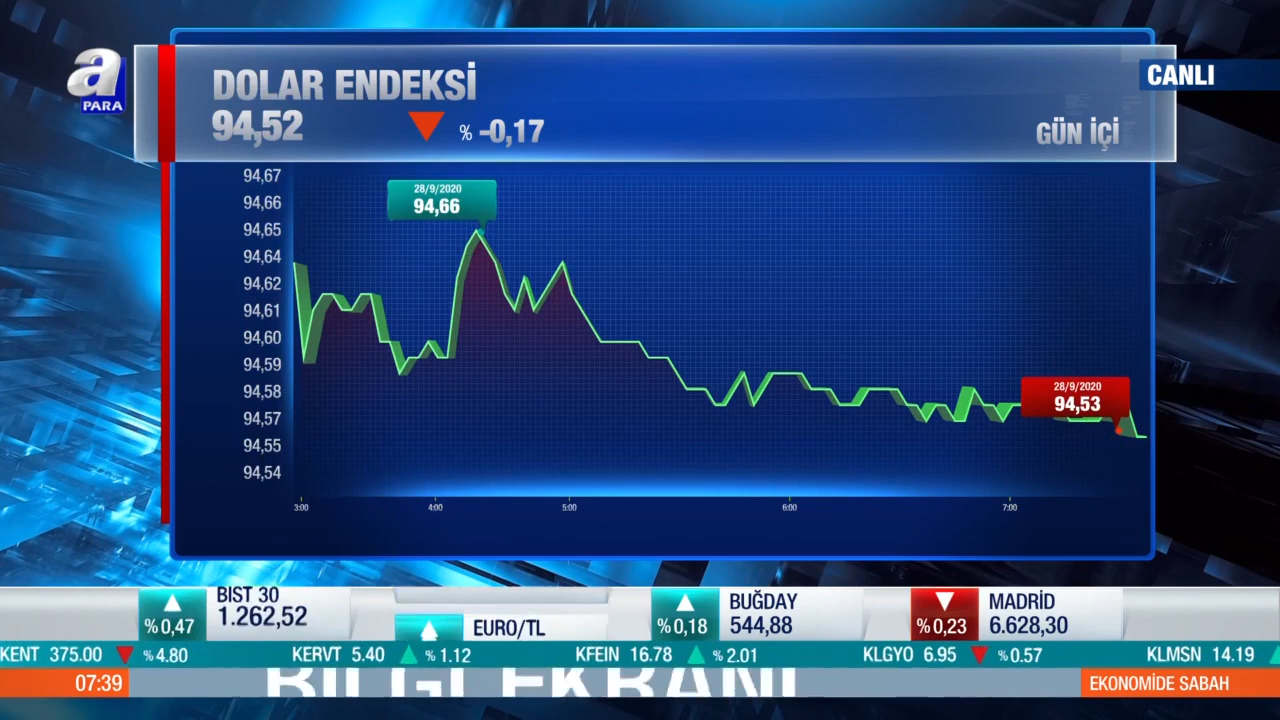 a
PARA
DOLAR ENDEKSİ
94,52 % -0,17
CANLI
GÜN İÇİ
94,67
94,66
94,65
94,64
94,62
94,61
94,60
94,59
94,58
94,57
94,55
94,54
28/9/2020
94,66
28/9/2020
94,53
3:00 4:00 5:00 6:00 7:00
% 0,47
BIST 30
1.262,52
EURO/TL
% 0,18
BUĞDAY
544,88
% 0,23
MADRİD
6.628,30
KENT 375.00 % 4.80 KERVT 5.40 % 1.12 KFEIN 16.78 % 2.01 KLGYO 6.95 % 0.57 KLMSN 14.19
07:39
BİLGİ EKRANI
EKONOMİDE SABAH